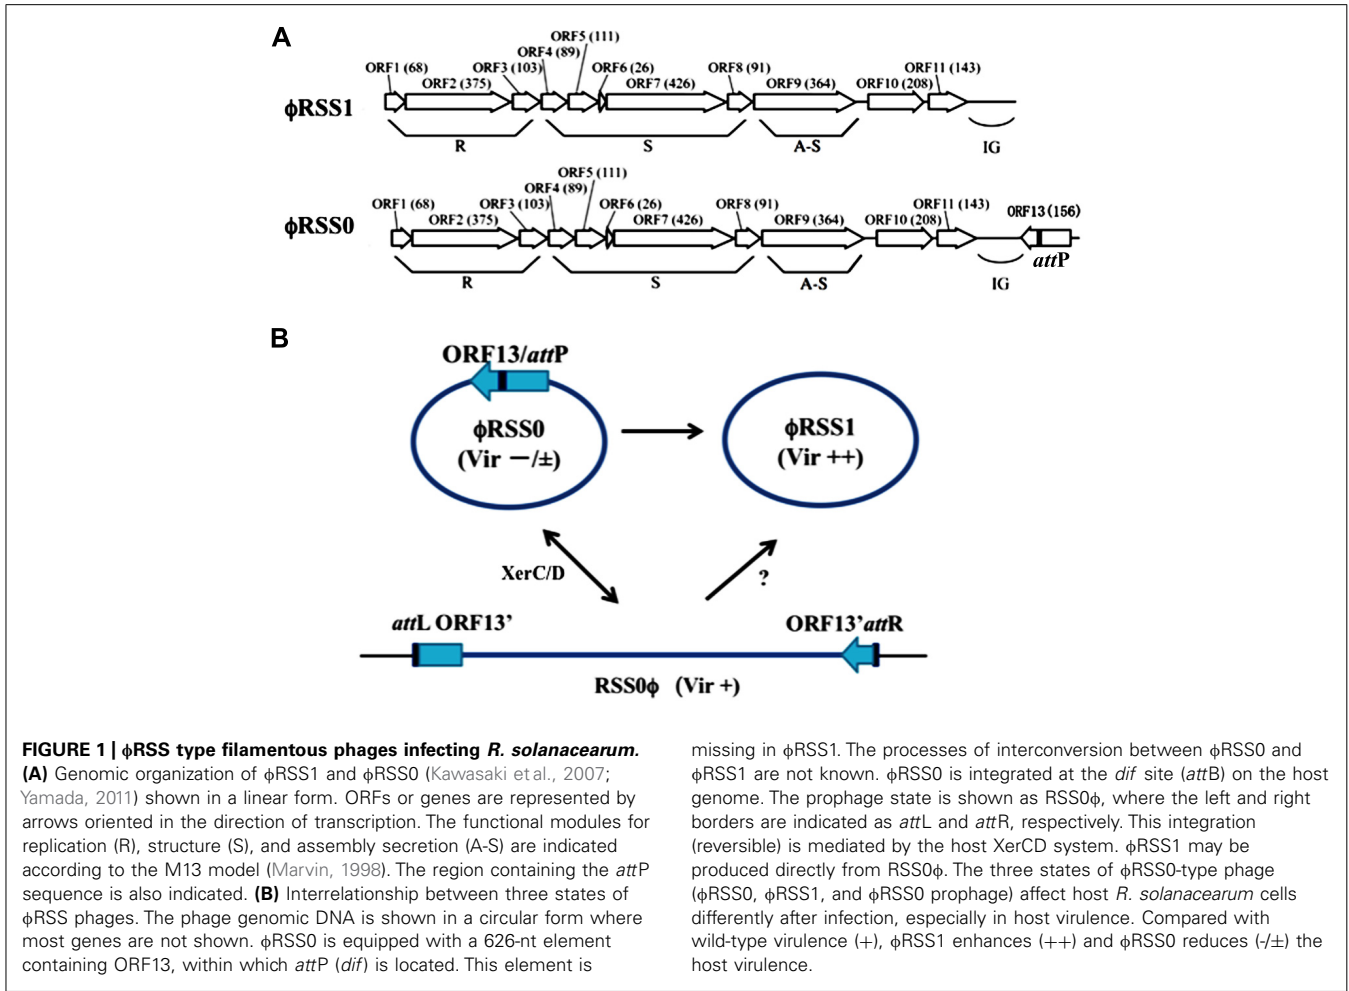 A
ORF5 (111)
ORF4 (89)
ORF1 (68) ORF3 (103) ORF6 (26) ORF8 (91) ORF11 (143)
ORF2 (375) ORF7 (426) ORF9 (364) ORF10 (208)
ϕRSS1
R S A-S IG
ORF5 (111)
ORF4 (89)
ORF1 (68) ORF3 (103) ORF6 (26) ORF8 (91) ORF11 (143) ORF13 (156)
ORF2 (375) ORF7 (426) ORF9 (364) ORF10 (208)
ϕRSS0
attP
R S A-S IG
B
ORF13/attP
ϕRSS0
(Vir −/±)
ϕRSS1
(Vir ++)
XerC/D
?
attL ORF13’
ORF13’attR
RSS0ϕ (Vir +)
FIGURE 1 | ϕRSS type filamentous phages infecting R. solanacearum.
(A) Genomic organization of ϕRSS1 and ϕRSS0 (Kawasaki et al., 2007;
Yamada, 2011) shown in a linear form. ORFs or genes are represented by
arrows oriented in the direction of transcription. The functional modules for
replication (R), structure (S), and assembly secretion (A-S) are indicated
according to the M13 model (Marvin, 1998). The region containing the attP
sequence is also indicated. (B) Interrelationship between three states of
ϕRSS phages. The phage genomic DNA is shown in a circular form where
most genes are not shown. ϕRSS0 is equipped with a 626-nt element
containing ORF13, within which attP (dif) is located. This element is
missing in ϕRSS1. The processes of interconversion between ϕRSS0 and
ϕRSS1 are not known. ϕRSS0 is integrated at the dif site (attB) on the host
genome. The prophage state is shown as RSS0ϕ, where the left and right
borders are indicated as attL and attR, respectively. This integration
(reversible) is mediated by the host XerCD system. ϕRSS1 may be
produced directly from RSS0ϕ. The three states of ϕRSS0-type phage
(ϕRSS0, ϕRSS1, and ϕRSS0 prophage) affect host R. solanacearum cells
differently after infection, especially in host virulence. Compared with
wild-type virulence (+), ϕRSS1 enhances (++) and ϕRSS0 reduces (-/±) the
host virulence.